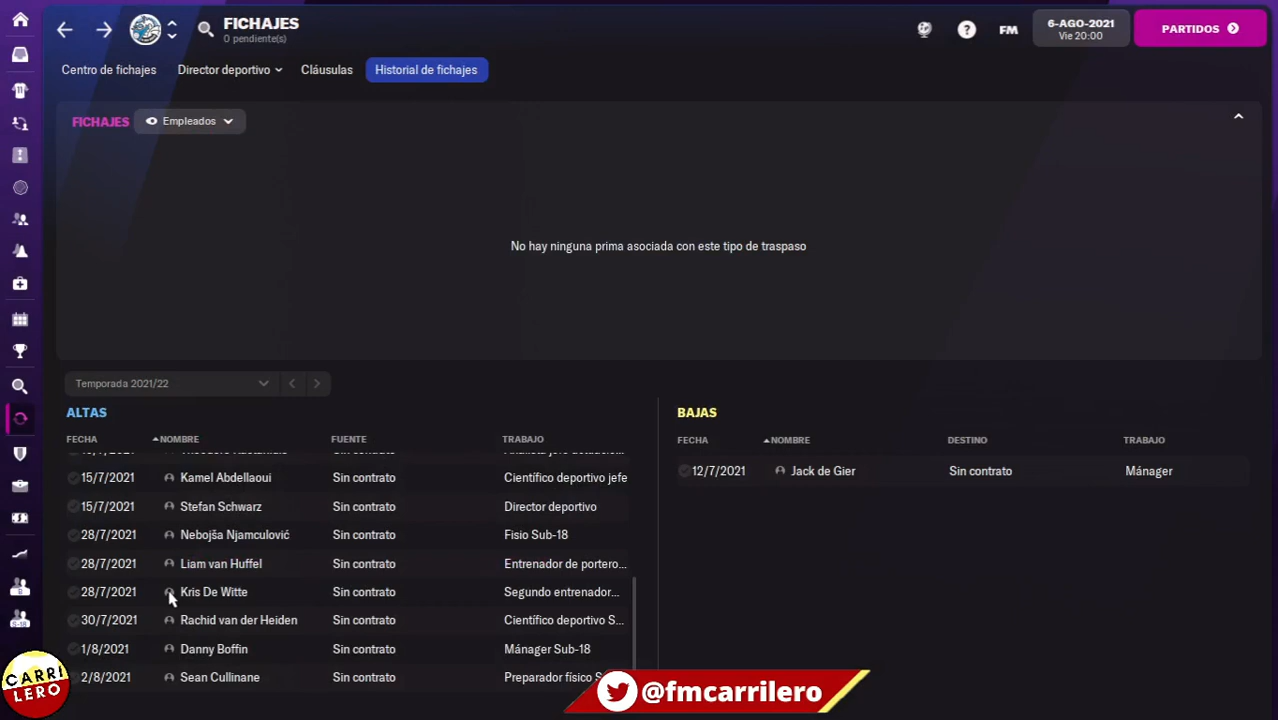 FICHAJES
0 pendiente(s)
FM
6-AGO-2021
Vie 20:00
PARTIDOS
Centro de fichajes Director deportivo Cláusulas Historial de fichajes
FICHAJES Empleados
No hay ninguna prima asociada con este tipo de traspaso
Temporada 2021/22
ALTAS
FECHA NOMBRE FUENTE TRABAJO
15/7/2021 Kamel Abdellaoui Sin contrato Científico deportivo jefe
15/7/2021 Stefan Schwarz Sin contrato Director deportivo
28/7/2021 Nebojša Njamculović Sin contrato Fisio Sub-18
28/7/2021 Liam van Huffel Sin contrato Entrenador de portero...
28/7/2021 Kris De Witte Sin contrato Segundo entrenador...
30/7/2021 Rachid van der Heiden Sin contrato Científico deportivo S...
1/8/2021 Danny Boffin Sin contrato Mánager Sub-18
2/8/2021 Sean Cullinane Sin contrato Preparador físico
BAJAS
FECHA NOMBRE DESTINO TRABAJO
12/7/2021 Jack de Gier Sin contrato Mánager
CARRI
LERO
@fmcarrilero